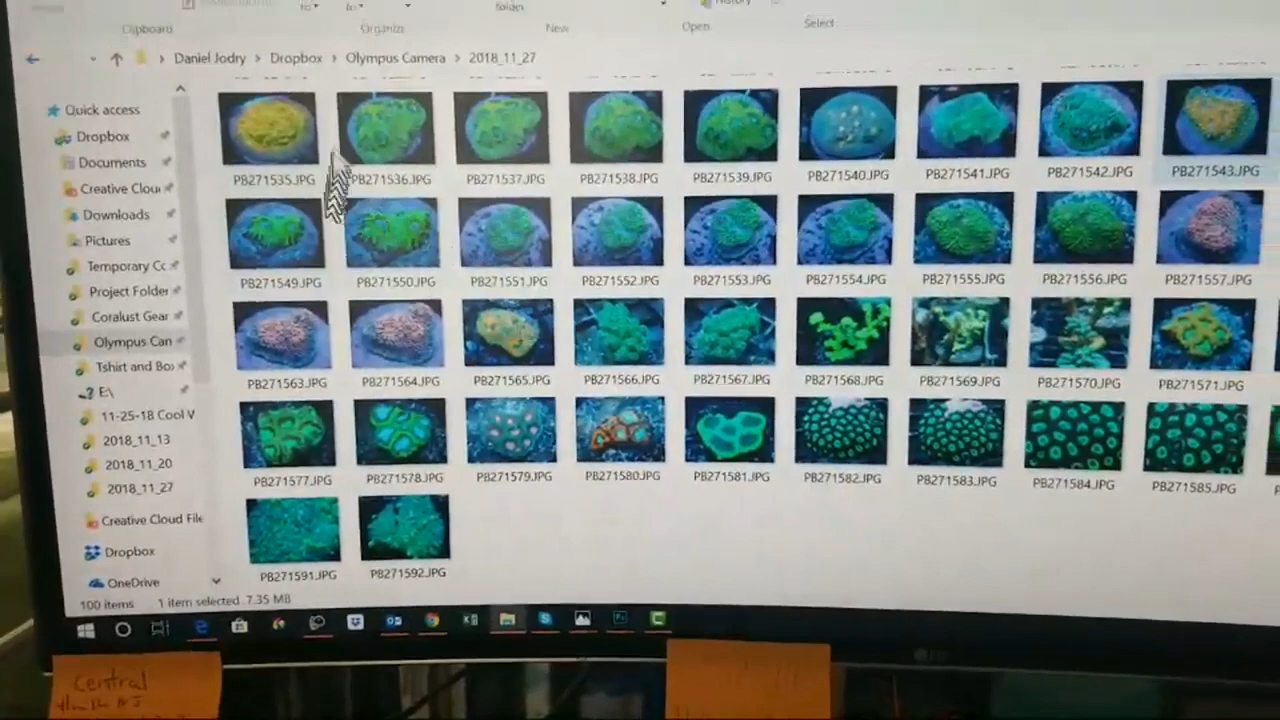 to to folder History
Clipboard Organize New Open Select
Daniel Jodry > Dropbox > Olympus Camera > 2018_11_27
Quick access
Dropbox
Documents
Creative Clou
Downloads
Pictures
Temporary Cc
Project Folder
Coralust Gear
Olympus Can
Tshirt and Bo
E:\
11-25-18 Cool V
2018_11_13
2018_11_20
2018_11_27
Creative Cloud File
Dropbox
OneDrive
PB271535.JPG PB271536.JPG PB271537.JPG PB271538.JPG PB271539.JPG PB271540.JPG PB271541.JPG PB271542.JPG PB271543.JPG
PB271549.JPG PB271550.JPG PB271551.JPG PB271552.JPG PB271553.JPG PB271554.JPG PB271555.JPG PB271556.JPG PB271557.JPG
PB271563.JPG PB271564.JPG PB271565.JPG PB271566.JPG PB271567.JPG PB271568.JPG PB271569.JPG PB271570.JPG PB271571.JPG
PB271577.JPG PB271578.JPG PB271579.JPG PB271580.JPG PB271581.JPG PB271582.JPG PB271583.JPG PB271584.JPG PB271585.JPG
PB271591.JPG PB271592.JPG
100 items 1 item selected 7.35 MB
Central